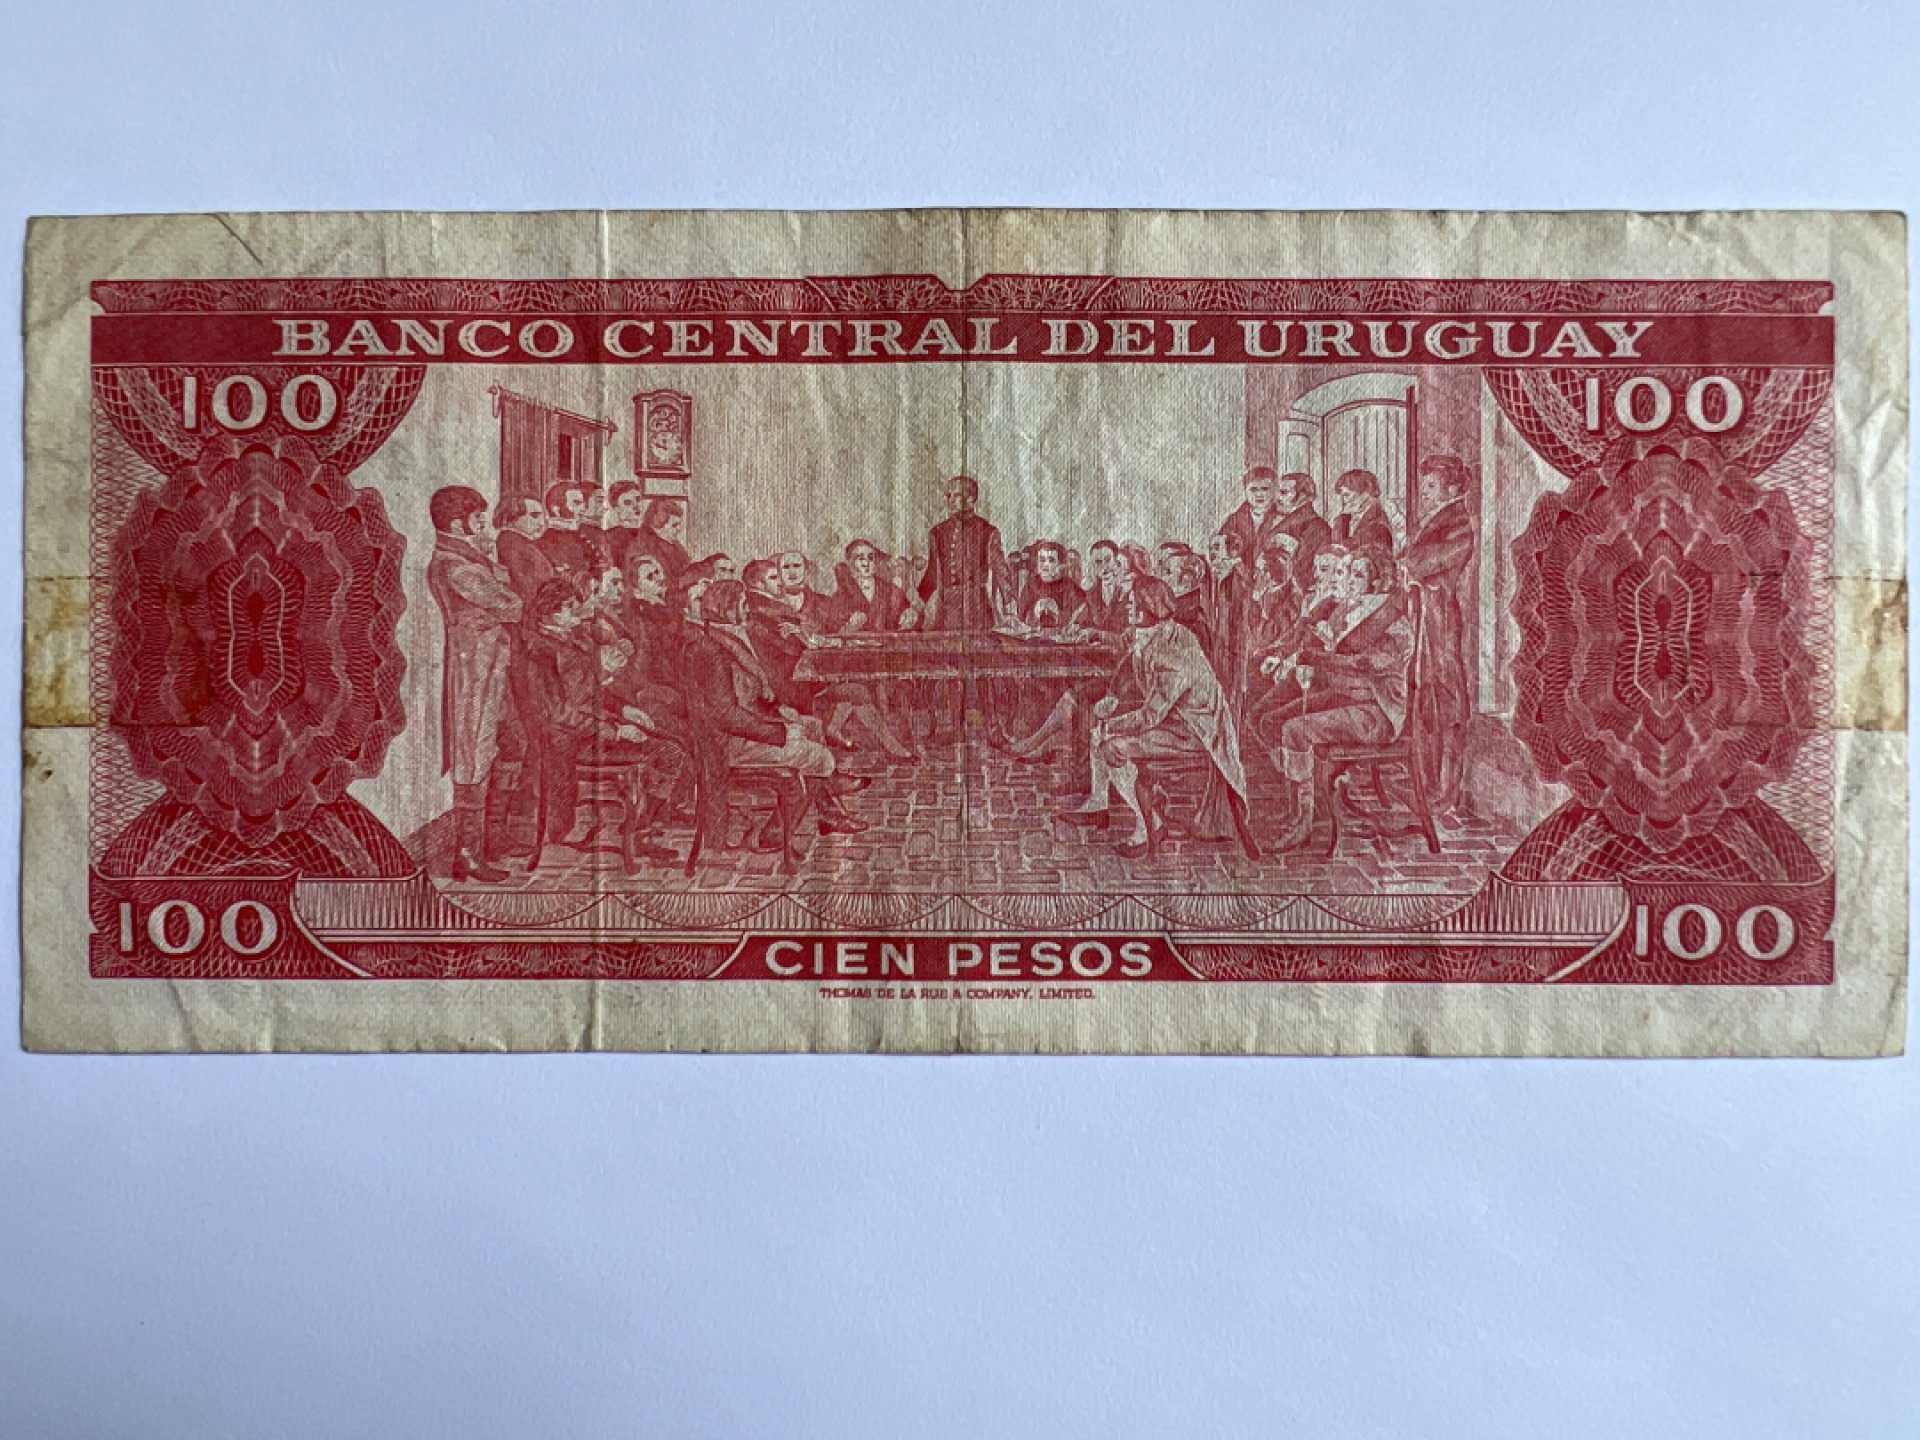 BANCO CENTRAL DEL URUGUAY
100 100
100 CIEN PESOS 100
THOMAS DE LA RUE & COMPANY, LIMITED.